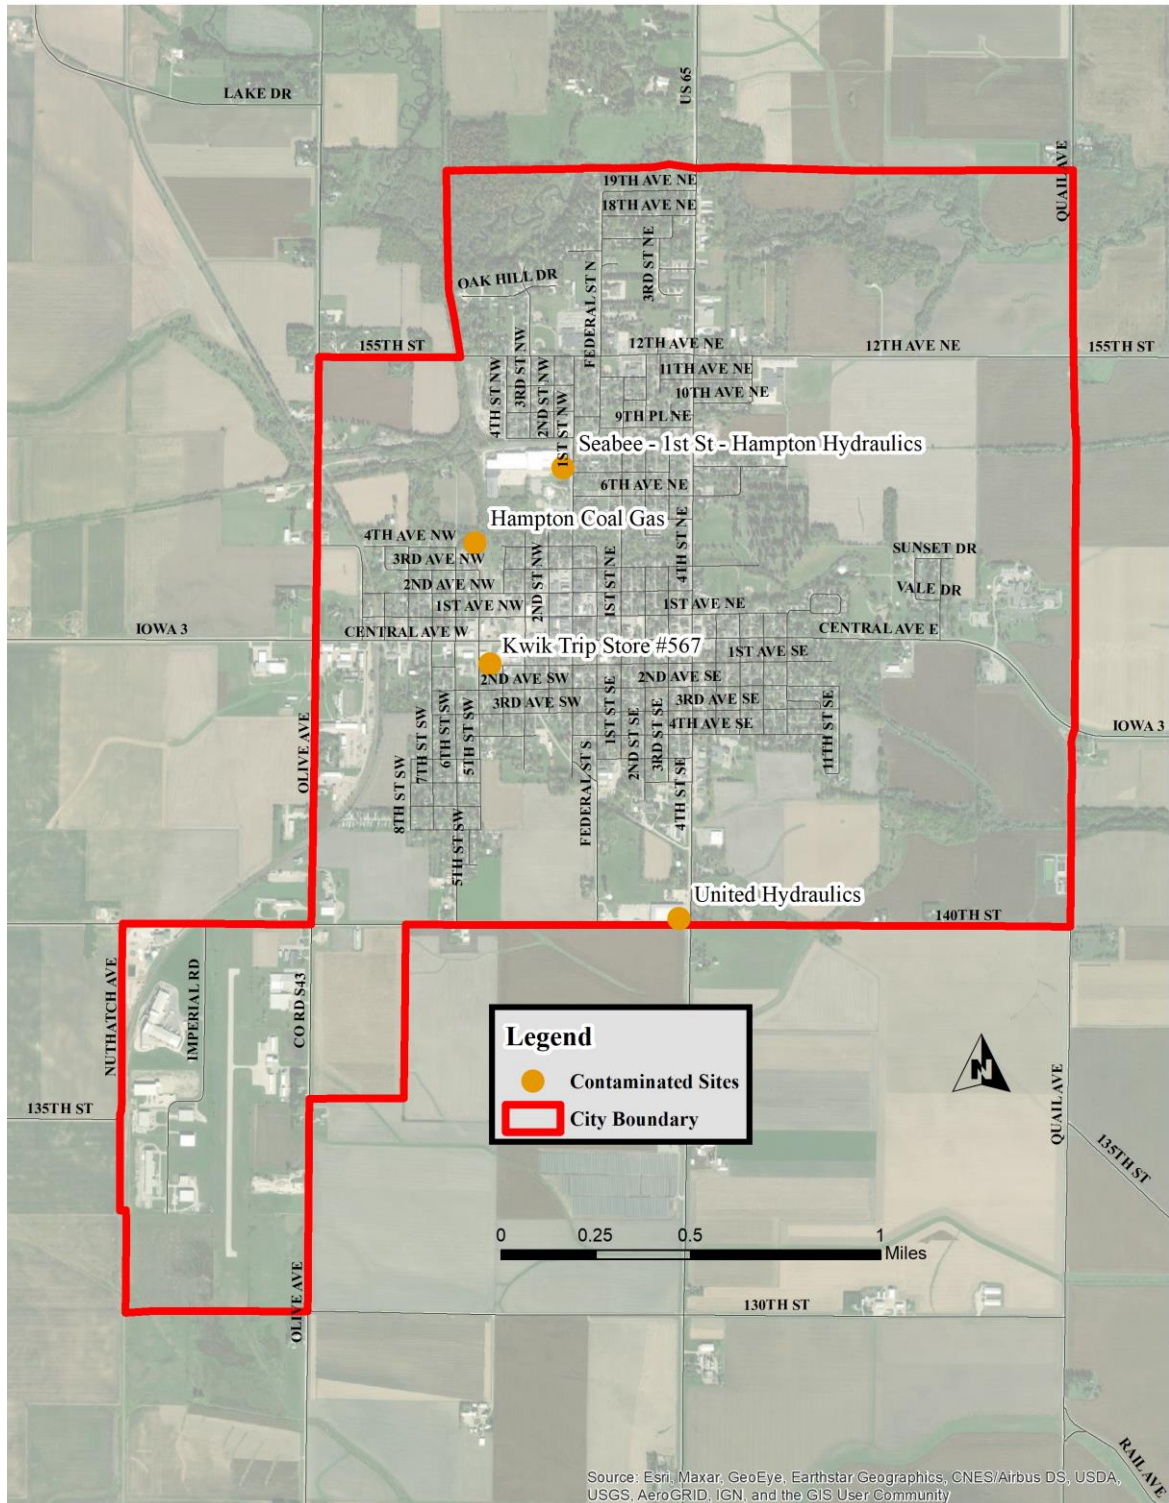 LAKE DR
US 65
QUAIL AVE
19TH AVE NE
18TH AVE NE
3RD ST NE
FEDERAL ST N
OAK HILL DR
155TH ST
12TH AVE NE
12TH AVE NE
155TH ST
11TH AVE NE
10TH AVE NE
4TH ST NW
3RD ST NW
2ND ST NW
1ST ST NW
9TH PL NE
Seabee - 1st St - Hampton Hydraulics
6TH AVE NE
Hampton Coal Gas
4TH AVE NW
3RD AVE NW
2ND AVE NW
1ST AVE NW
2ND ST NW
1ST ST NE
4TH ST NE
SUNSET DR
VALE DR
1ST AVE NE
IOWA 3
CENTRAL AVE W
CENTRAL AVE E
Kwik Trip Store #567
1ST AVE SE
2ND AVE SW
2ND AVE SE
3RD AVE SW
3RD AVE SE
4TH AVE SE
IOWA 3
OLIVE AVE
8TH ST SW
7TH ST SW
6TH ST SW
5TH ST SW
5TH ST SW
FEDERAL ST S
1ST ST SE
2ND ST SE
3RD ST SE
4TH ST SE
11TH ST SE
United Hydraulics
140TH ST
NUTHATCH AVE
IMPERIAL RD
CO RD S43
135TH ST
Legend
Contaminated Sites
City Boundary
N
QUAIL AVE
135TH ST
0 0.25 0.5 1
Miles
OLIVE AVE
130TH ST
RAIL AVE
Source: Esri, Maxar, GeoEye, Earthstar Geographics, CNES/Airbus DS, USDA,
USGS, AeroGRID, IGN, and the GIS User Community